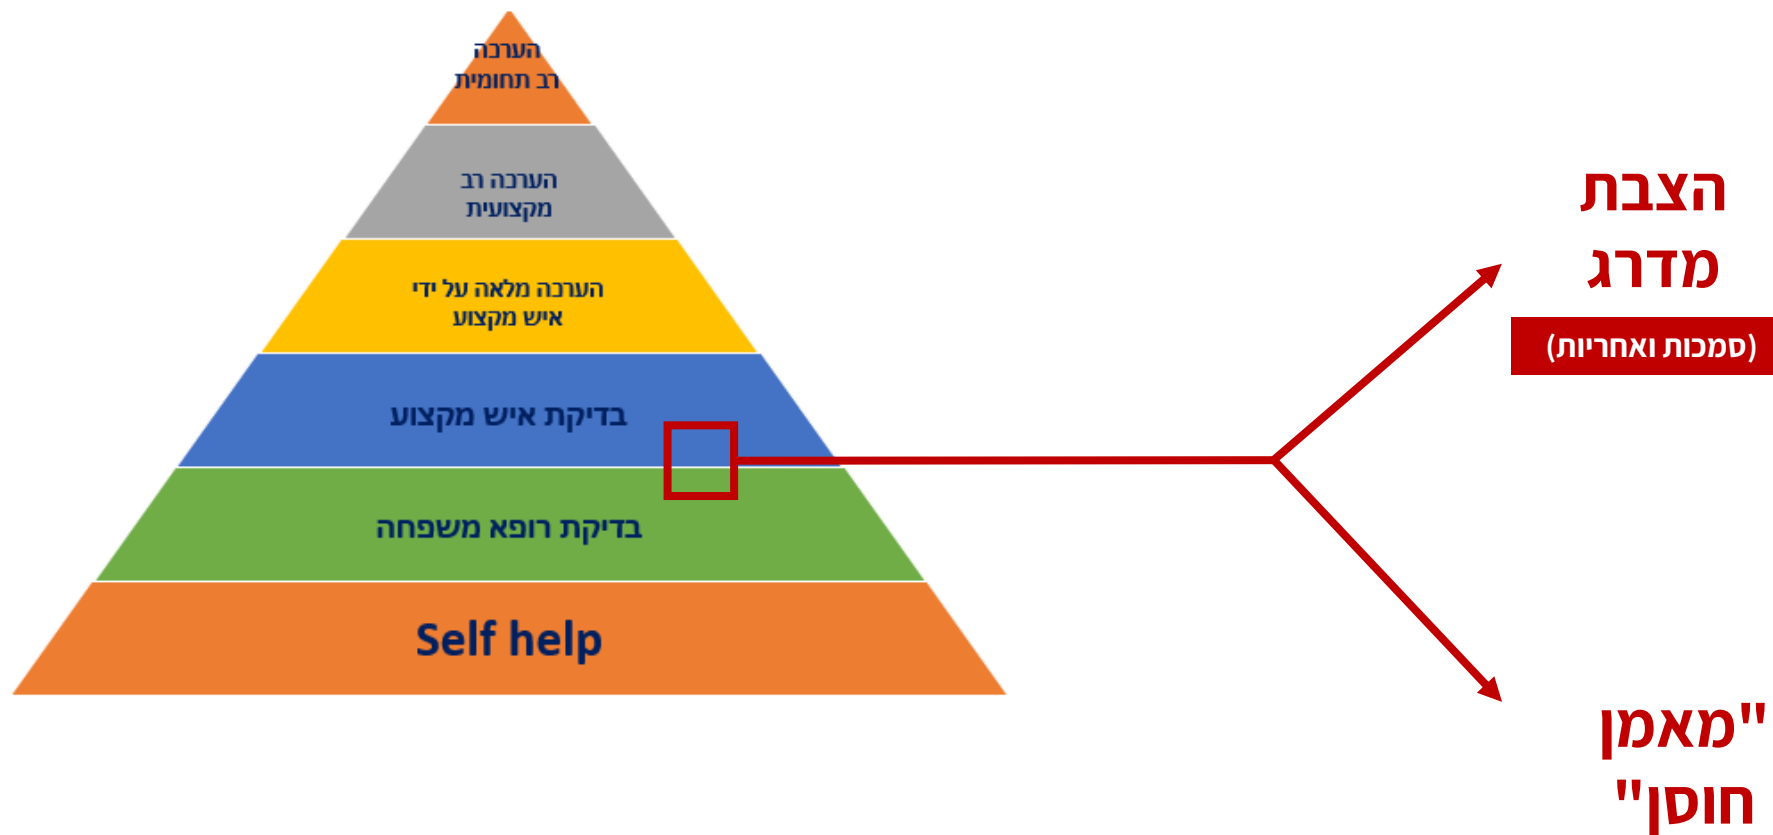 הערכה
רב תחומית
הערכה רב
מקצועית
הערכה מלאה על ידי
איש מקצוע
בדיקת איש מקצוע
בדיקת רופא משפחה
Self help
הצבת
מדרג
(סמכות ואחריות)
"מאמן
חוסן"